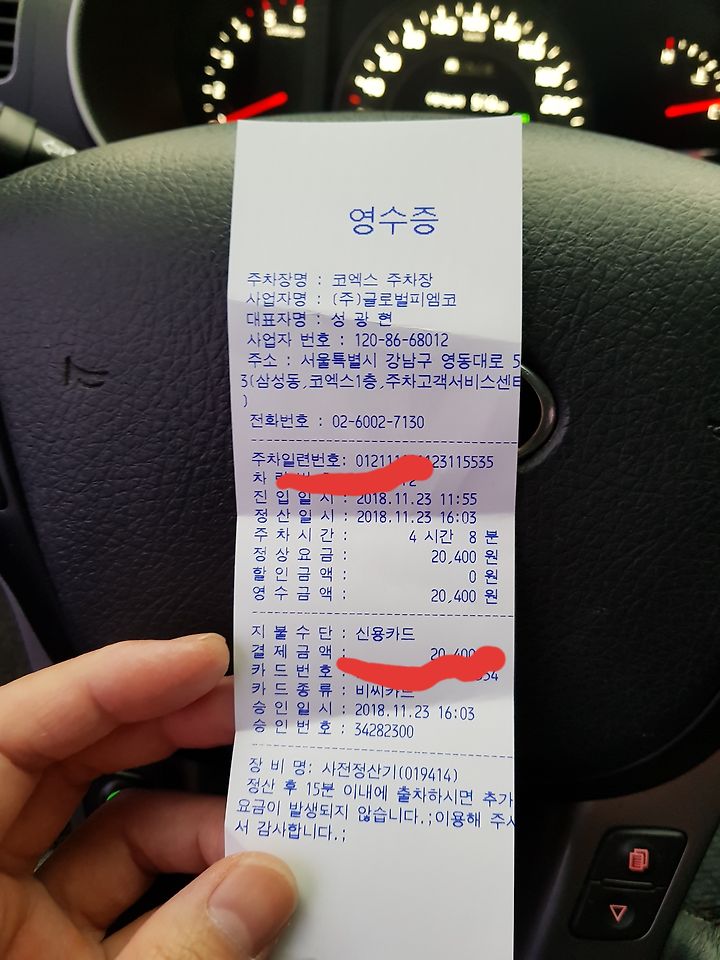 영수증
주차장명 : 코엑스 주차장
사업자명 : (주)글로벌피엠코
대표자명 : 성 광 현
사업자 번호 : 120-86-68012
주소 : 서울특별시 강남구 영동대로 5
3(삼성동,코엑스1층,주차고객서비스센터
)
전화번호 : 02-6002-7130
주차일련번호:
차
진 입 일 시 : 2018.11.23 11:55
정 산 일 시 : 2018.11.23 16:03
주 차 시 간 : 4 시간 8 분
정 상 요 금 : 20,400 원
할 인 금 액 : 0 원
영 수 금 액 : 20,400 원
지 불 수 단 : 신용카드
결 제 금 액 : 20,400
카 드 번 호 :
카 드 종 류 : 비씨카드
승 인 일 시 : 2018.11.23 16:03
승 인 번 호 : 34282300
장 비 명: 사전정산기(019414)
정산 후 15분 이내에 출차하시면 추가
요금이 발생되지 않습니다.;이용해 주시
서 감사합니다.;